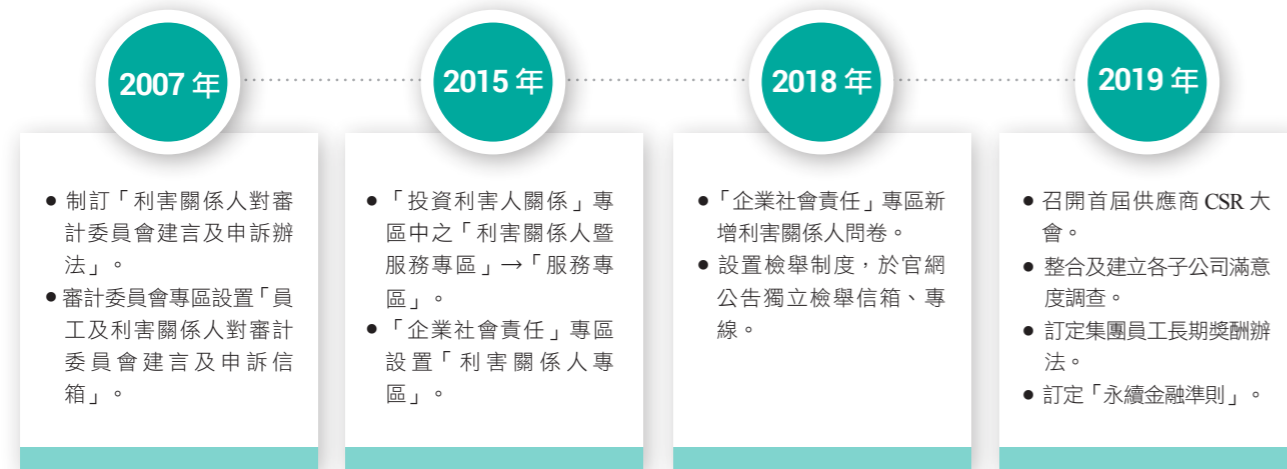 2007 年
● 制訂「利害關係人對審
計委員會建言及申訴辦
法」。
● 審計委員會專區設置「員
工及利害關係人對審計
委員會建言及申訴信
箱」。
2015 年
● 「投資利害人關係」專
區中之「利害關係人暨
服務專區」→「服務專
區」。
● 「企業社會責任」專區
設置「利害關係人專
區」。
2018 年
● 「企業社會責任」專區新
增利害關係人問卷。
● 設置檢舉制度，於官網
公告獨立檢舉信箱、專
線。
2019 年
● 召開首屆供應商 CSR 大
會。
● 整合及建立各子公司滿意
度調查。
● 訂定集團員工長期獎酬辦
法。
● 訂定「永續金融準則」。